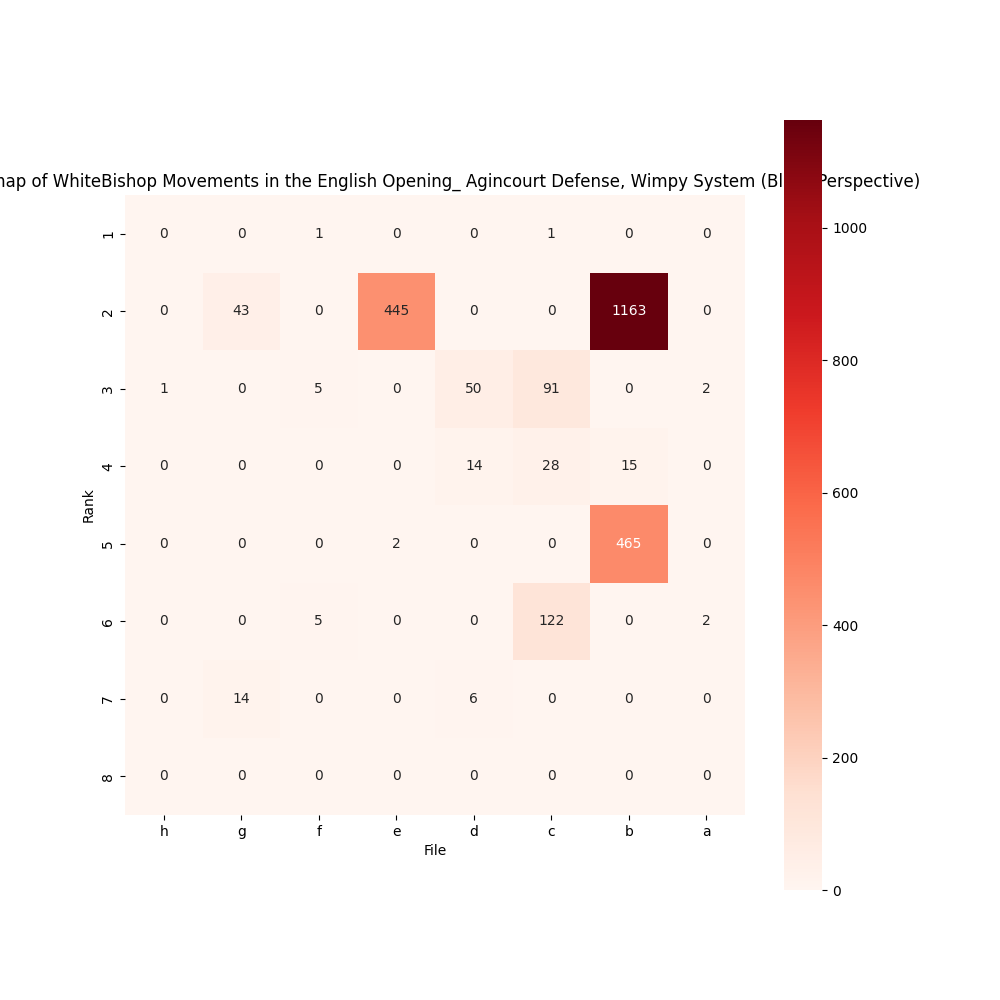 map of WhiteBishop Movements in the English Opening_ Agincourt Defense, Wimpy System (Bl Perspective)
1 0 0 1 0 0 1 0 0
2 0 43 0 445 0 0 1163 0
3 1 0 5 0 50 91 0 2
4 0 0 0 0 14 28 15 0
5 0 0 0 2 0 0 465 0
6 0 0 5 0 0 122 0 2
7 0 14 0 0 6 0 0 0
8 0 0 0 0 0 0 0 0
h g f e d c b a
File
Rank
1000
800
600
400
200
0